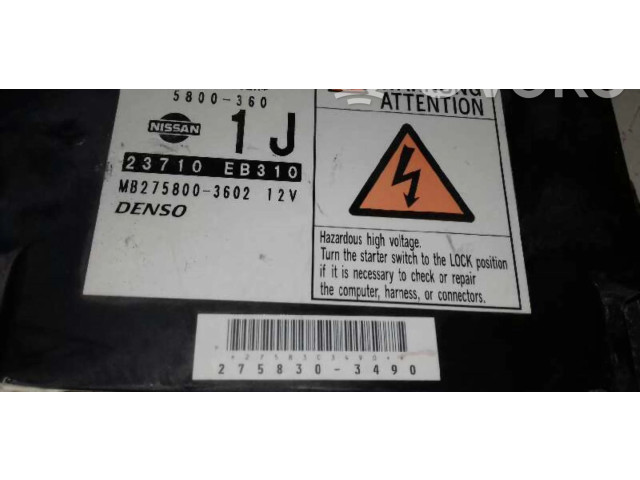 5800-360
NISSAN
1J
23710 EB310
MB275800-3602 12V
DENSO
WARNING
ATTENTION
Hazardous high voltage.
Turn the starter switch to the LOCK position
if it is necessary to check or repair
the computer, harness, or connectors.
275830-3490